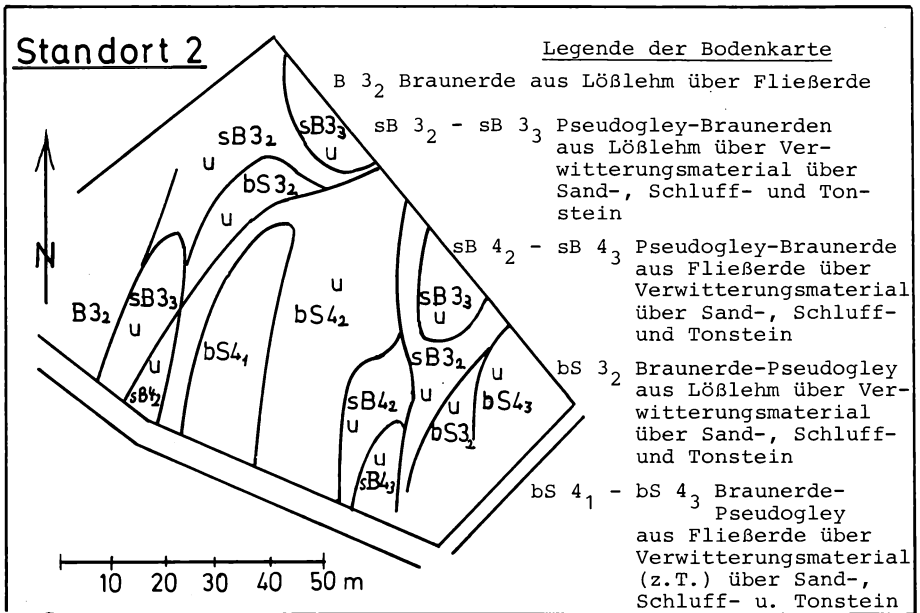 Standort 2
Legende der Bodenkarte
B 3₂ Braunerde aus Lößlehm über Fließerde
sB 3₂ - sB 3₃ Pseudogley-Braunerden
aus Lößlehm über Ver-
witterungsmaterial über
Sand-, Schluff- und Ton-
stein
sB 4₂ - sB 4₃ Pseudogley-Braunerde
aus Fließerde über
Verwitterungsmaterial
über Sand-, Schluff-
und Tonstein
bS 3₂ Braunerde-Pseudogley
aus Lößlehm über Ver-
witterungsmaterial
über Sand-, Schluff-
und Tonstein
bS 4₁ - bS 4₃ Braunerde-
Pseudogley
aus Fließerde über
Verwitterungsmaterial
(z.T.) über Sand-,
Schluff- u. Tonstein
N
sB3₃
u
sB3₂
u
bS3₂
u
B3₂
sB3₃
u
u
sB4₂
bS4₁
u
bS4₂
sB3₃
u
sB3₂
u
sB4₂
u
u
sB4₃
u
bS3₂
u
bS4₃
10 20 30 40 50 m